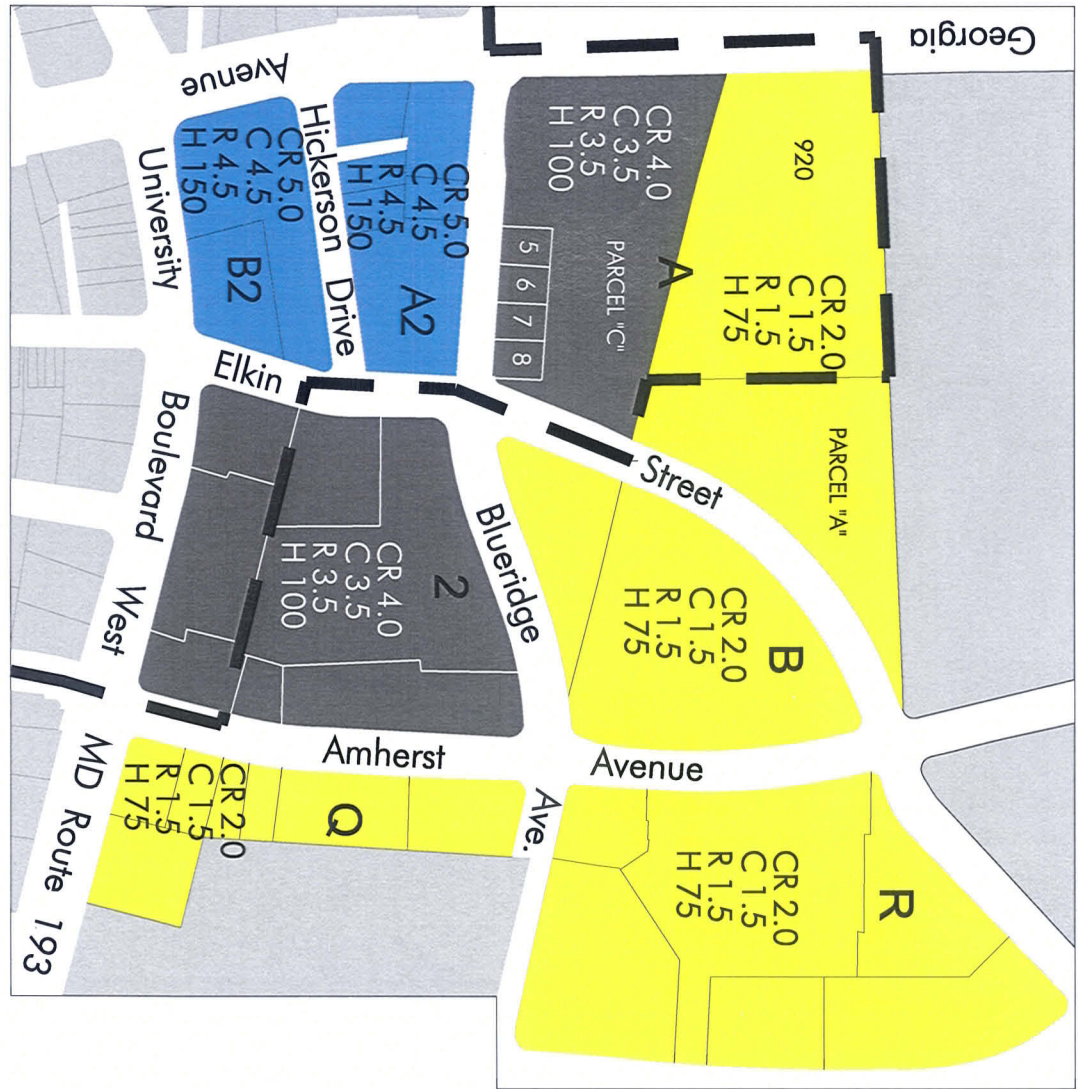 Georgia
Avenue
920
CR 2.0
C 1.5
R 1.5
H 75
PARCEL "A"
A
CR 4.0
C 3.5
R 3.5
H 100
PARCEL "C"
5
6
7
8
CR 5.0
C 4.5
R 4.5
H 150
A2
Hickerson Drive
CR 5.0
C 4.5
R 4.5
H 150
B2
University
Boulevard
West
MD Route 193
Elkin
Street
Blueridge
Ave.
2
CR 4.0
C 3.5
R 3.5
H 100
B
CR 2.0
C 1.5
R 1.5
H 75
Amherst
Avenue
Q
CR 2.0
C 1.5
R 1.5
H 75
R
CR 2.0
C 1.5
R 1.5
H 75